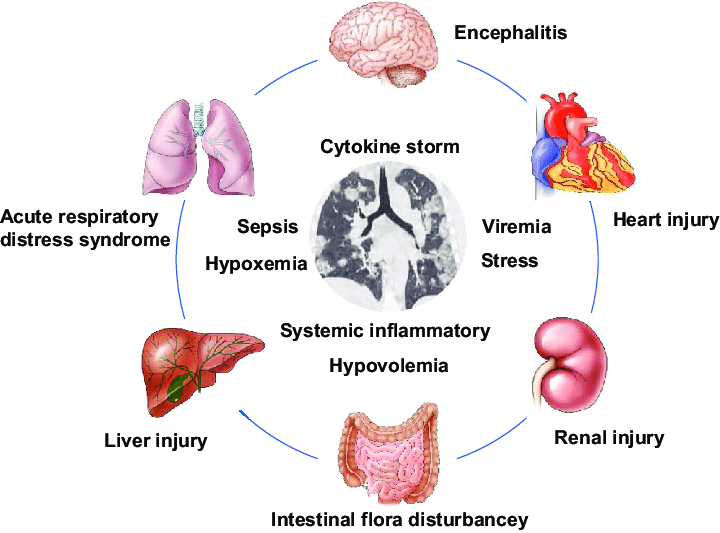 Encephalitis
Cytokine storm
Acute respiratory
distress syndrome
Sepsis
Viremia
Heart injury
Hypoxemia
Stress
Systemic inflammatory
Hypovolemia
Liver injury
Renal injury
Intestinal flora disturbancey